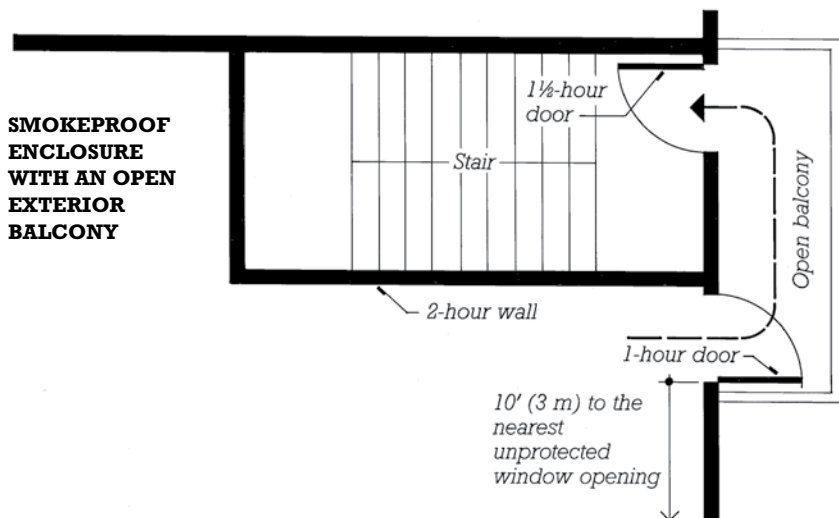 SMOKEPROOF
ENCLOSURE
WITH AN OPEN
EXTERIOR
BALCONY
1½-hour
door
Stair
Open balcony
2-hour wall
1-hour door
10' (3 m) to the
nearest
unprotected
window opening